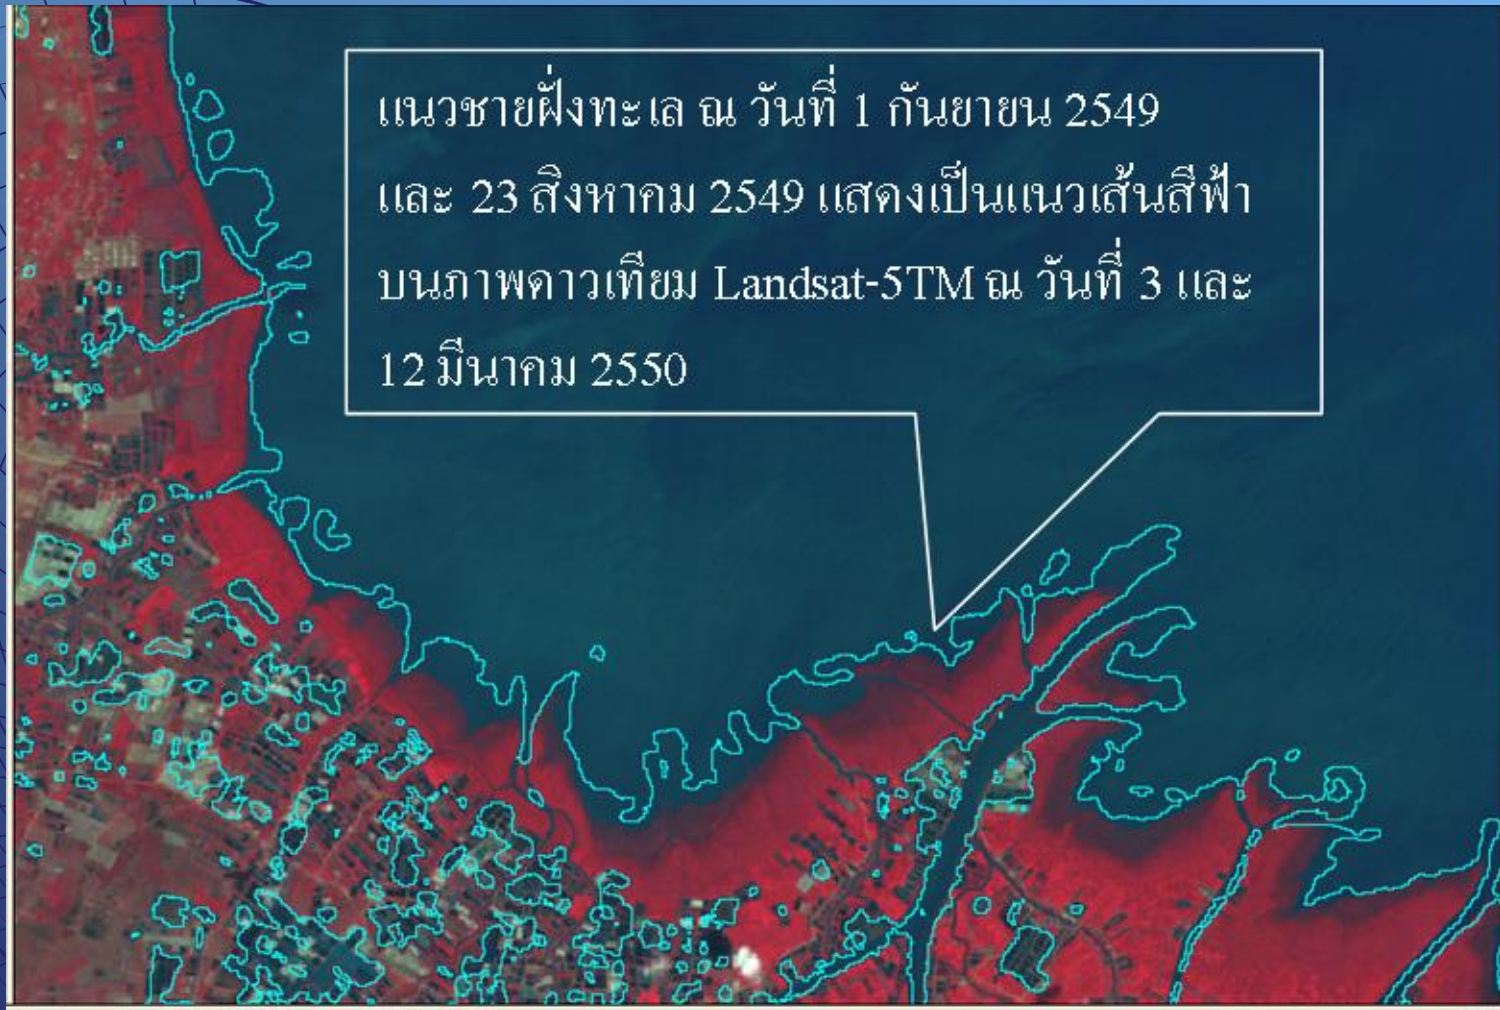 แนวชายฝั่งทะเล ณ วันที่ 1 กันยายน 2549
และ 23 สิงหาคม 2549 แสดงเป็นแนวเส้นสีฟ้า
บนภาพดาวเทียม Landsat-5TM ณ วันที่ 3 และ
12 มีนาคม 2550